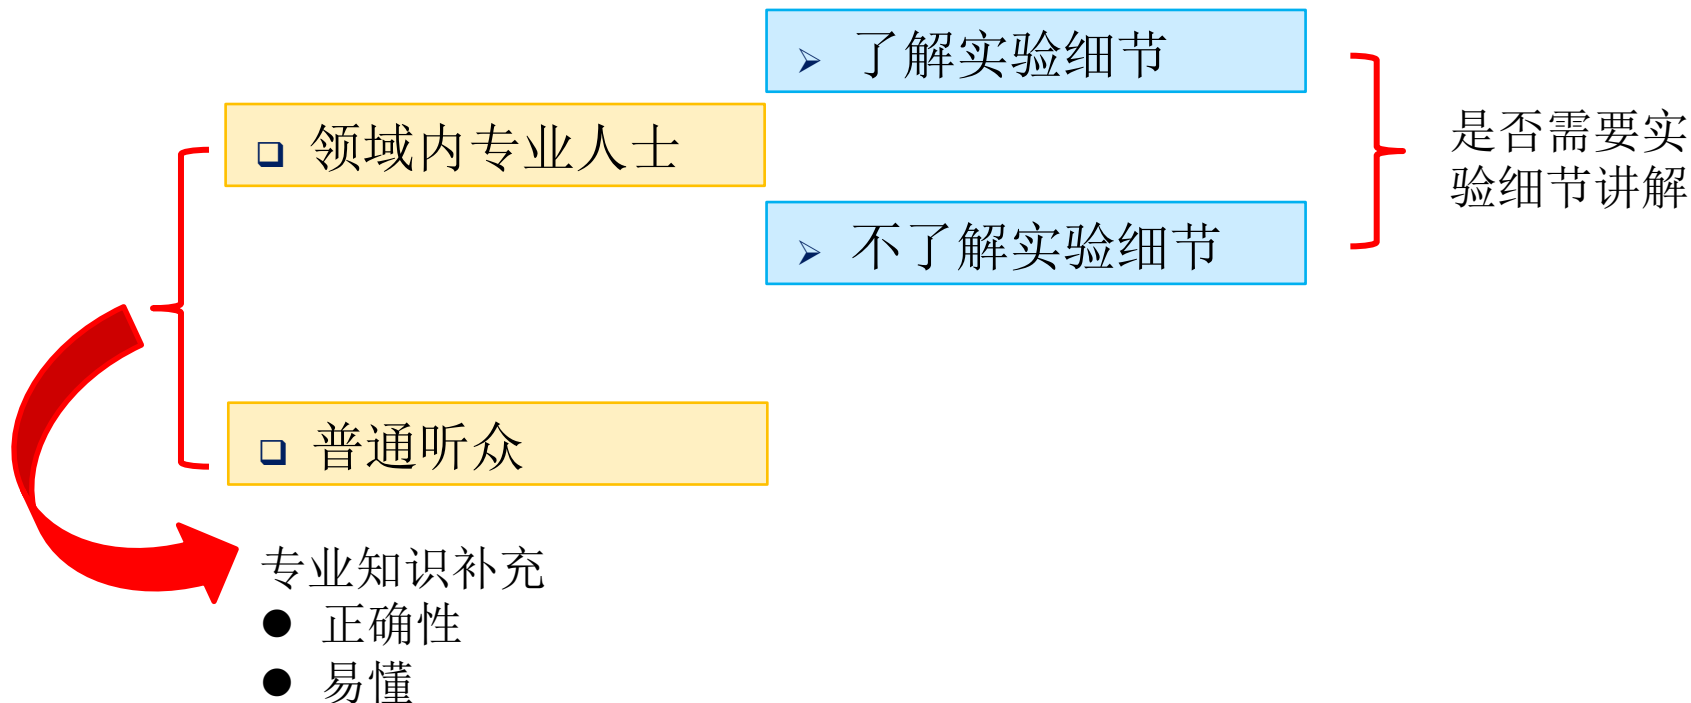 了解实验细节
领域内专业人士
不了解实验细节
是否需要实
验细节讲解
普通听众
专业知识补充
正确性
易懂